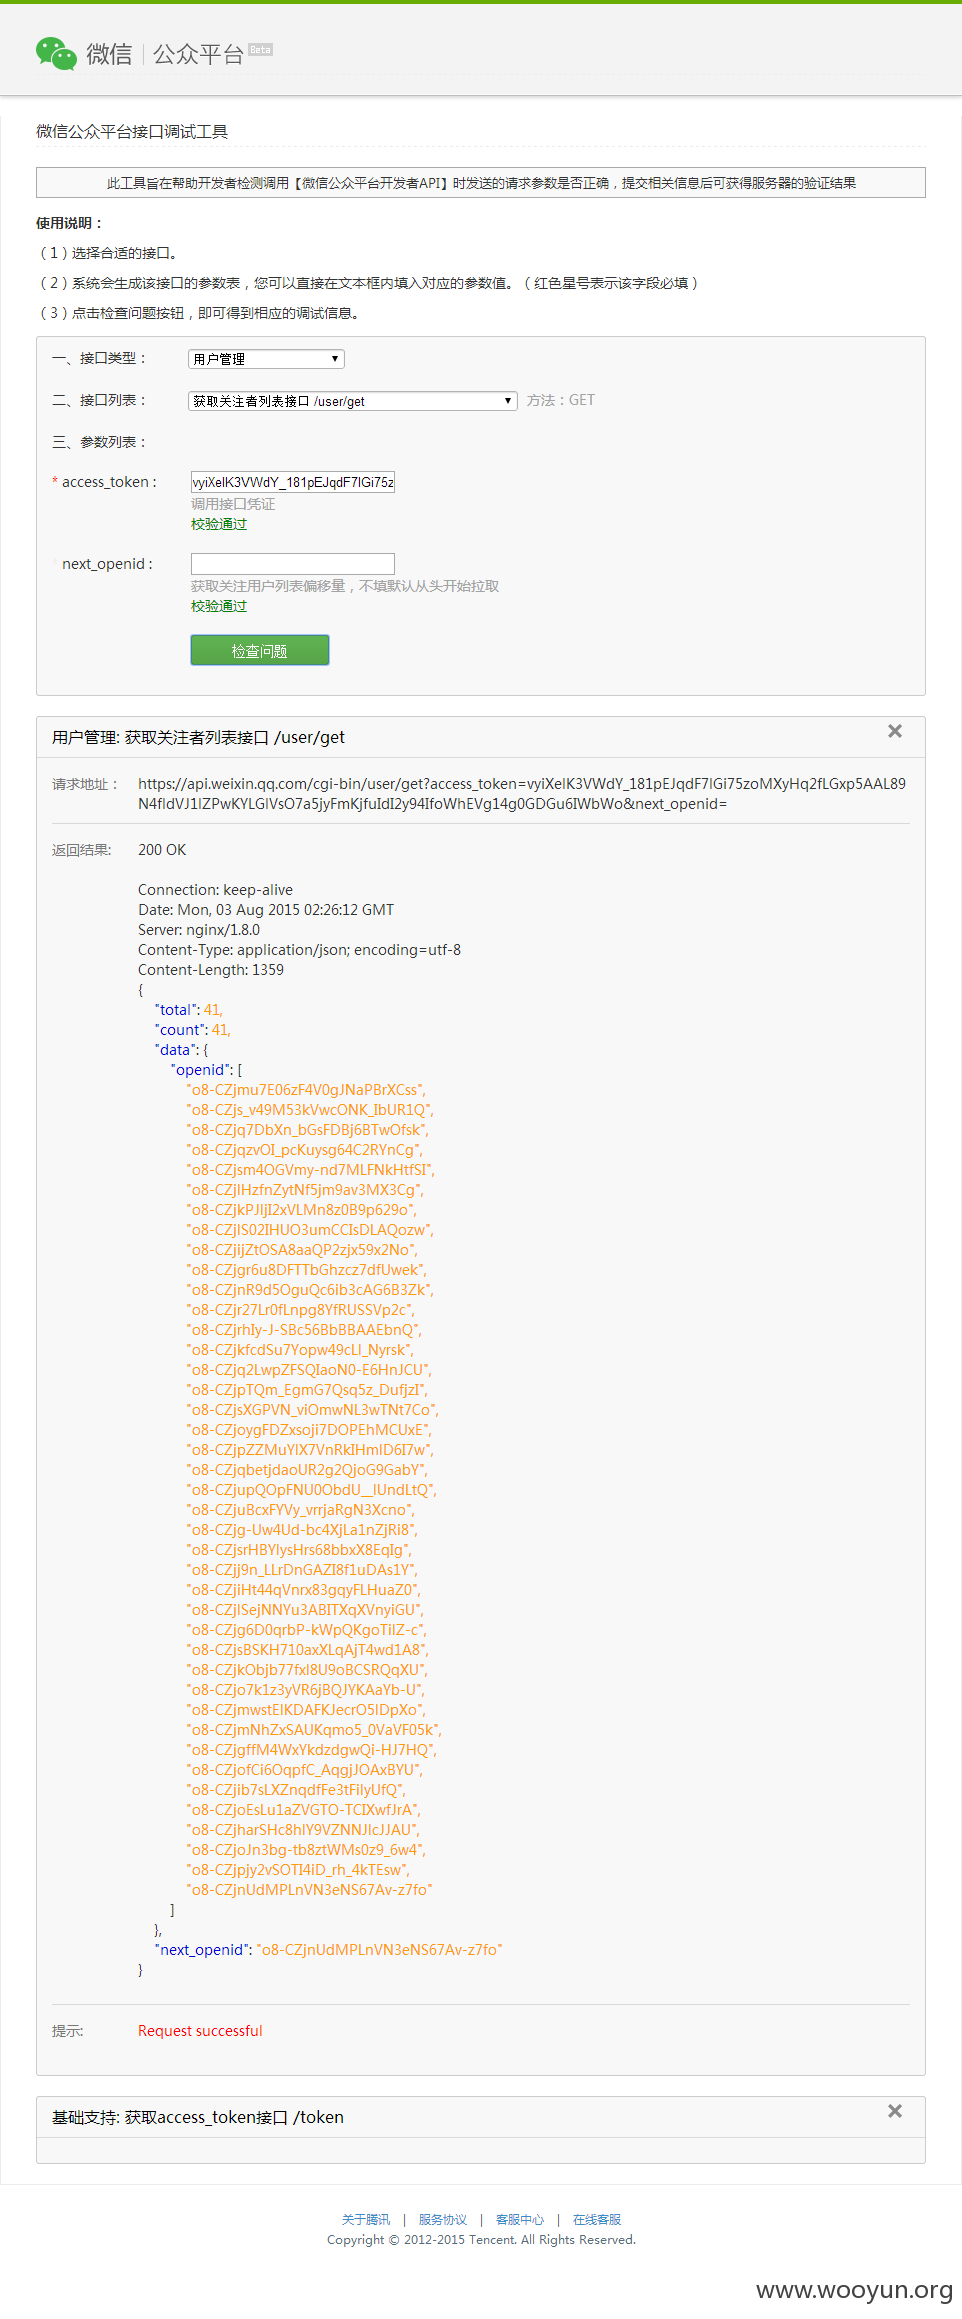 微信 | 公众平台 Beta
微信公众平台接口调试工具
此工具旨在帮助开发者检测调用【微信公众平台开发者API】时发送的请求参数是否正确，提交相关信息后可获得服务器的验证结果
使用说明：
（1）选择合适的接口。
（2）系统会生成该接口的参数表，您可以直接在文本框内填入对应的参数值。（红色星号表示该字段必填）
（3）点击检查问题按钮，即可得到相应的调试信息。
一、接口类型： 用户管理
二、接口列表： 获取关注者列表接口 /user/get 方法：GET
三、参数列表：
* access_token : vyiXelK3VWdY_181pEJqdF7lGi75z
调用接口凭证
校验通过
next_openid :
获取关注用户列表偏移量，不填默认从头开始拉取
校验通过
检查问题
用户管理: 获取关注者列表接口 /user/get
请求地址： https://api.weixin.qq.com/cgi-bin/user/get?access_token=vyiXelK3VWdY_181pEJqdF7lGi75zoMXyHq2fLGxp5AAL89
N4fldVJ1lZPwKYLGlVsO7a5jyFmKjfuIdI2y94IfoWhEVg14g0GDGu6IWbWo&next_openid=
返回结果: 200 OK
Connection: keep-alive
Date: Mon, 03 Aug 2015 02:26:12 GMT
Server: nginx/1.8.0
Content-Type: application/json; encoding=utf-8
Content-Length: 1359
{
"total": 41,
"count": 41,
"data": {
"openid": [
"o8-CZjmu7E06zF4V0gJNaPBrXCss",
"o8-CZjs_v49M53kVwcONK_IbUR1Q",
"o8-CZjq7DbXn_bGsFDBj6BTwOfsk",
"o8-CZjqzvOI_pcKuysg64C2RYnCg",
"o8-CZjsm4OGVmy-nd7MLFNkHtfSI",
"o8-CZjlHzfnZytNf5jm9av3MX3Cg",
"o8-CZjkPJljI2xVLMn8z0B9p629o",
"o8-CZjlS02IHUO3umCCIsDLAQozw",
"o8-CZjijZtOSA8aaQP2zjx59x2No",
"o8-CZjgr6u8DFTTbGhzcz7dfUwek",
"o8-CZjnR9d5OguQc6ib3cAG6B3Zk",
"o8-CZjr27Lr0fLnpg8YfRUSSVp2c",
"o8-CZjrhIy-J-SBc56BbBBAAEbnQ",
"o8-CZjkfcdSu7Yopw49cLl_Nyrsk",
"o8-CZjq2LwpZFSQIaoN0-E6HnJCU",
"o8-CZjpTQm_EgmG7Qsq5z_DufjzI",
"o8-CZjsXGPVN_viOmwNL3wTNt7Co",
"o8-CZjoygFDZxsoji7DOPEhMCUxE",
"o8-CZjpZZMuYlX7VnRkIHmlD6I7w",
"o8-CZjqbetjdaoUR2g2QjoG9GabY",
"o8-CZjupQOpFNU0ObdU__lUndLtQ",
"o8-CZjuBcxFYVy_vrrjaRgN3Xcno",
"o8-CZjg-Uw4Ud-bc4XjLa1nZjRi8",
"o8-CZjsrHBYlysHrs68bbxX8EqIg",
"o8-CZjj9n_LLrDnGAZI8f1uDAs1Y",
"o8-CZjiHt44qVnrx83gqyFLHuaZ0",
"o8-CZjlSejNNYu3ABITXqXVnyiGU",
"o8-CZjg6D0qrbP-kWpQKgoTilZ-c",
"o8-CZjsBSKH710axXLqAjT4wd1A8",
"o8-CZjkObjb77fxl8U9oBCSRQqXU",
"o8-CZjo7k1z3yVR6jBQJYKAaYb-U",
"o8-CZjmwstElKDAFKJecrO5lDpXo",
"o8-CZjmNhZxSAUKqmo5_0VaVF05k",
"o8-CZjgffM4WxYkdzdgwQi-HJ7HQ",
"o8-CZjofCi6OqpfC_AqgjJOAxBYU",
"o8-CZjib7sLXZnqdfFe3tFilyUfQ",
"o8-CZjoEsLu1aZVGTO-TCIXwfJrA",
"o8-CZjharSHc8hlY9VZNNJlcJJAU",
"o8-CZjoJn3bg-tb8ztWMs0z9_6w4",
"o8-CZjpjy2vSOTI4iD_rh_4kTEsw",
"o8-CZjnUdMPLnVN3eNS67Av-z7fo"
]
},
"next_openid": "o8-CZjnUdMPLnVN3eNS67Av-z7fo"
}
提示: Request successful
基础支持: 获取access_token接口 /token
关于腾讯 | 服务协议 | 客服中心 | 在线客服
Copyright © 2012-2015 Tencent. All Rights Reserved.
www.wooyun.org